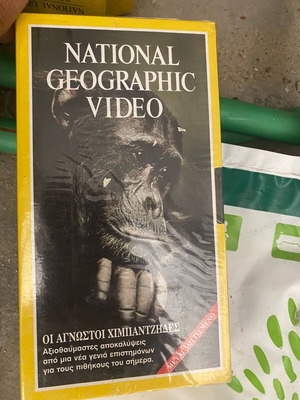 NATIONAL
GEOGRAPHIC
VIDEO
ΟΙ ΑΓΝΩΣΤΟΙ ΧΙΜΠΑΝΤΖΗΔΕΣ
Αξιοθαύμαστες αποκαλύψεις
από μια νέα γενιά επιστημόνων
για τους πιθήκους του σήμερα.